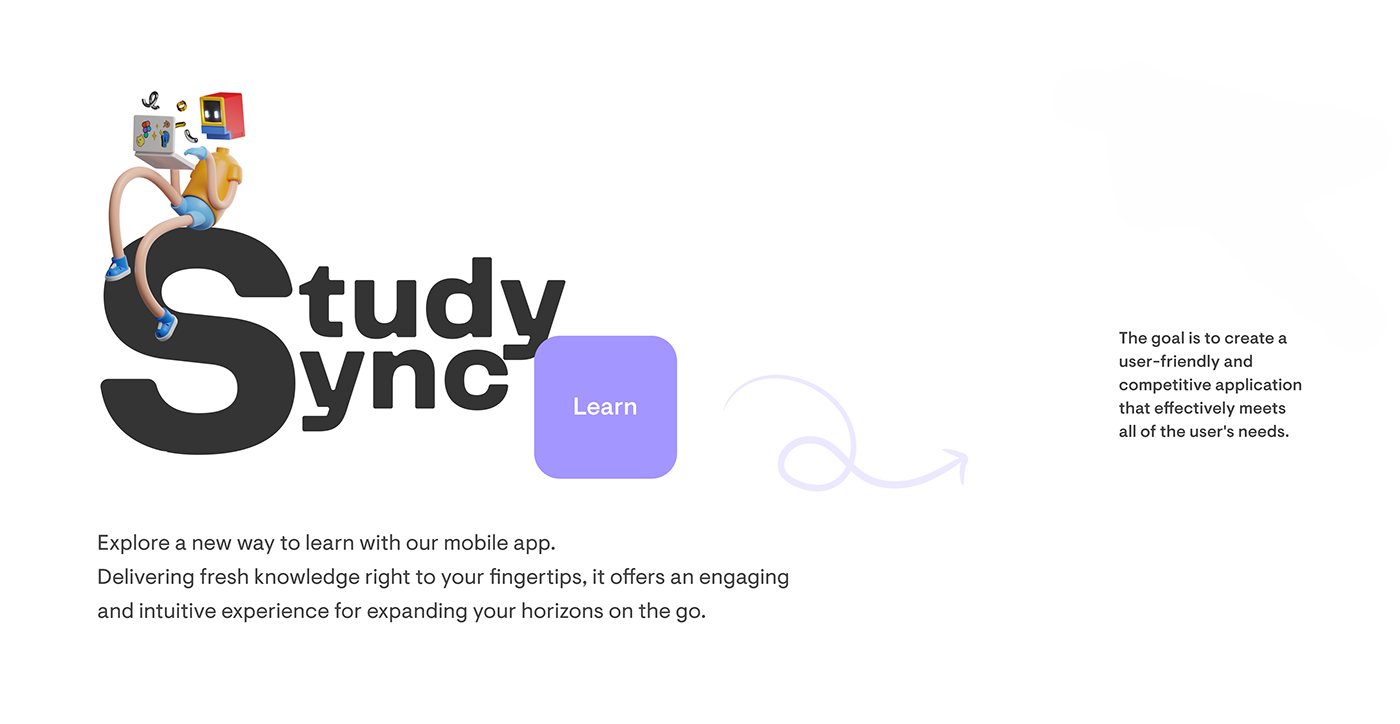 Study
Sync
Learn
The goal is to create a
user-friendly and
competitive application
that effectively meets
all of the user's needs.
Explore a new way to learn with our mobile app.
Delivering fresh knowledge right to your fingertips, it offers an engaging
and intuitive experience for expanding your horizons on the go.